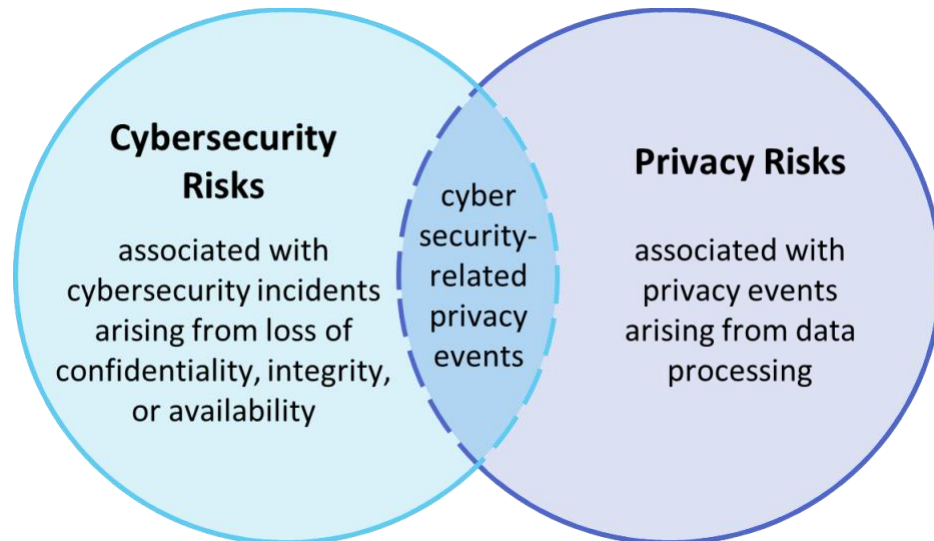 Cybersecurity
Risks
associated with
cybersecurity incidents
arising from loss of
confidentiality, integrity,
or availability
cyber
security-
related
privacy
events
Privacy Risks
associated with
privacy events
arising from data
processing